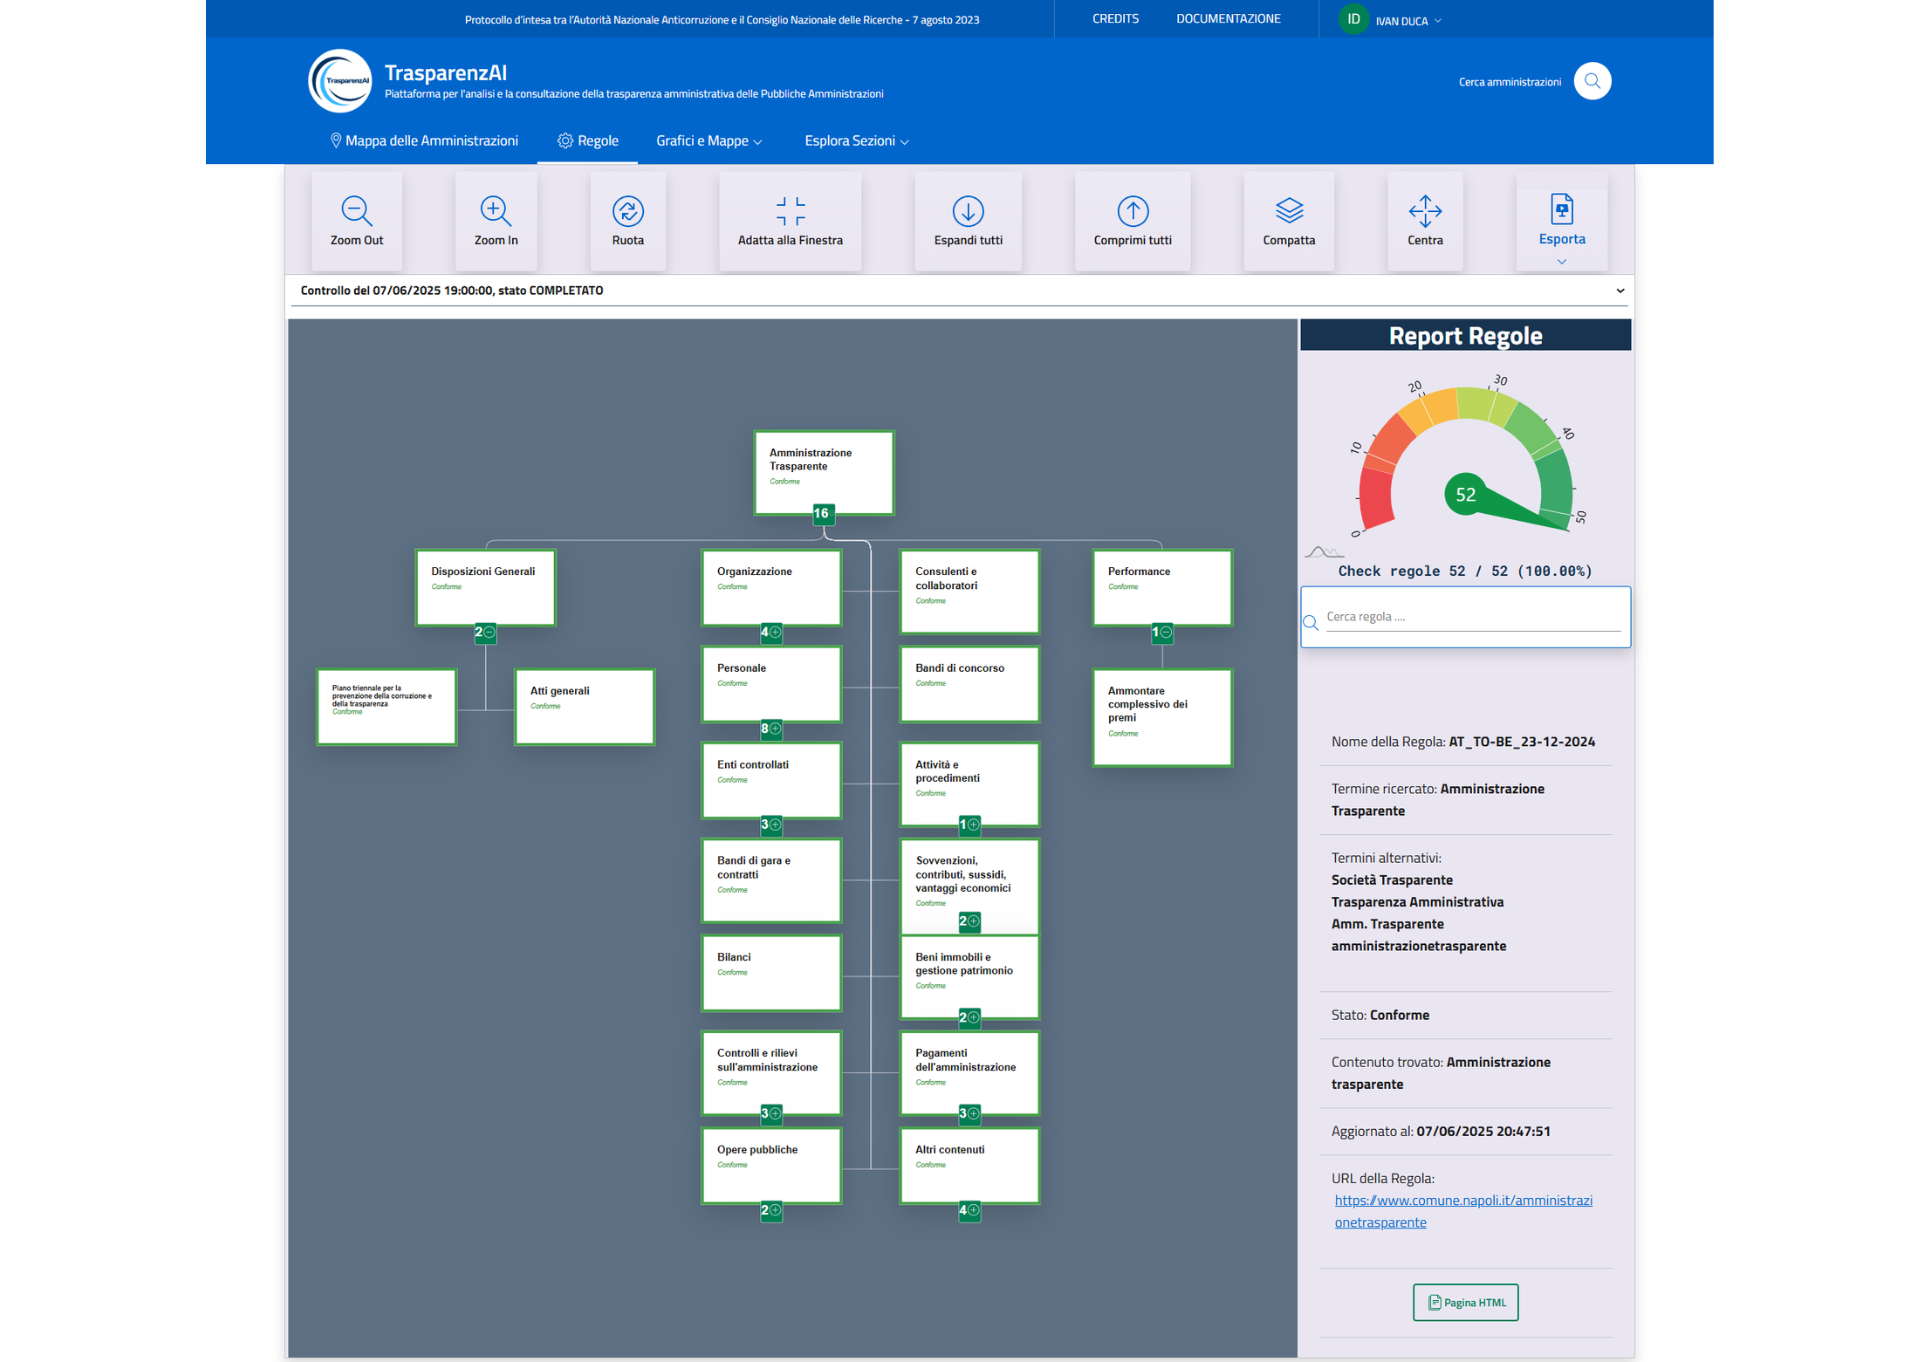 Protocollo d'intesa tra l'Autorità Nazionale Anticorruzione e il Consiglio Nazionale delle Ricerche - 7 agosto 2023
CREDITS
DOCUMENTAZIONE
ID
IVAN DUCA
TrasparenzAI
TrasparenzAI
Piattaforma per l'analisi e la consultazione della trasparenza amministrativa delle Pubbliche Amministrazioni
Cerca amministrazioni
Mappa delle Amministrazioni
Regole
Grafici e Mappe
Esplora Sezioni
Zoom Out
Zoom In
Ruota
Adatta alla Finestra
Espandi tutti
Comprimi tutti
Compatta
Centra
Esporta
Controllo del 07/06/2025 19:00:00, stato COMPLETATO
Amministrazione
Trasparente
Conforme
16
Disposizioni Generali
Conforme
2
Organizzazione
Conforme
4
Consulenti e
collaboratori
Conforme
Performance
Conforme
1
Piano triennale per la
prevenzione della corruzione e
della trasparenza
Conforme
Atti generali
Conforme
Personale
Conforme
8
Bandi di concorso
Conforme
Ammontare
complessivo dei
premi
Conforme
Enti controllati
Conforme
3
Attività e
procedimenti
Conforme
1
Bandi di gara e
contratti
Conforme
Sovvenzioni,
contributi, sussidi,
vantaggi economici
Conforme
2
Bilanci
Conforme
Beni immobili e
gestione patrimonio
Conforme
2
Controlli e rilievi
sull'amministrazione
Conforme
3
Pagamenti
dell'amministrazione
Conforme
3
Opere pubbliche
Conforme
2
Altri contenuti
Conforme
4
Report Regole
0
10
20
30
40
50
52
Check regole 52 / 52 (100.00%)
Cerca regola ....
Nome della Regola: AT_TO-BE_23-12-2024
Termine ricercato: Amministrazione
Trasparente
Termini alternativi:
Società Trasparente
Trasparenza Amministrativa
Amm. Trasparente
amministrazionetrasparente
Stato: Conforme
Contenuto trovato: Amministrazione
trasparente
Aggiornato al: 07/06/2025 20:47:51
URL della Regola:
https://www.comune.napoli.it/amministrazi
onetrasparente
Pagina HTML